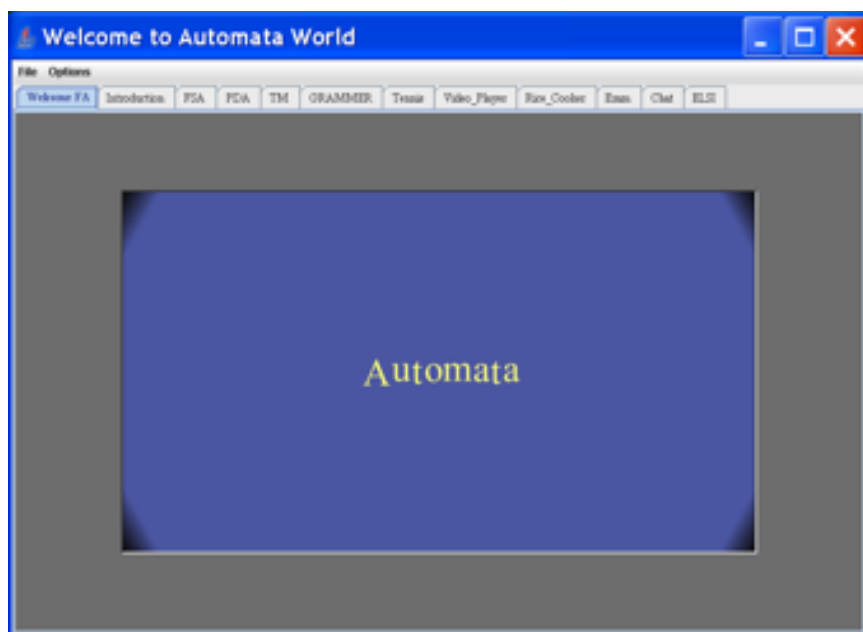 Welcome to Automata World
File Options
Welcome FA Introduction FSA PDA TM GRAMMER Tennis Video_Player Rice_Cooker Exam Chat ELSI
Automata